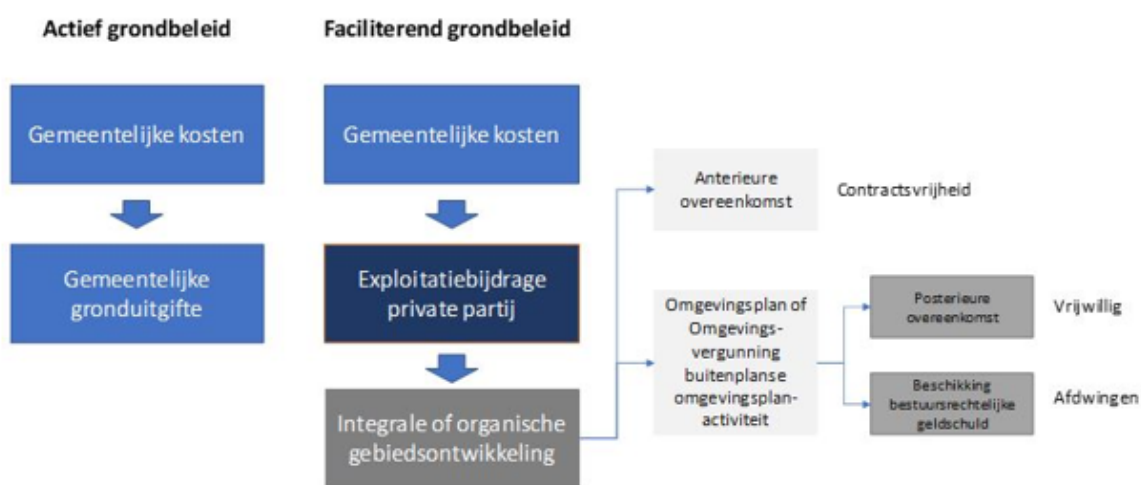 Actief grondbeleid
Faciliterend grondbeleid
Gemeentelijke kosten
Gemeentelijke kosten
Anterieure
overeenkomst
Contractsvrijheid
Gemeentelijke
gronduitgifte
Exploitatiebijdrage
private partij
Omgevingsplan of
Omgevings-
vergunning
buitenplanse
omgevingsplan-
activiteit
Posterieure
overeenkomst
Vrijwillig
Beschikking
bestuursrechtelijke
geldschuld
Afdwingen
Integrale of organische
gebiedsontwikkeling